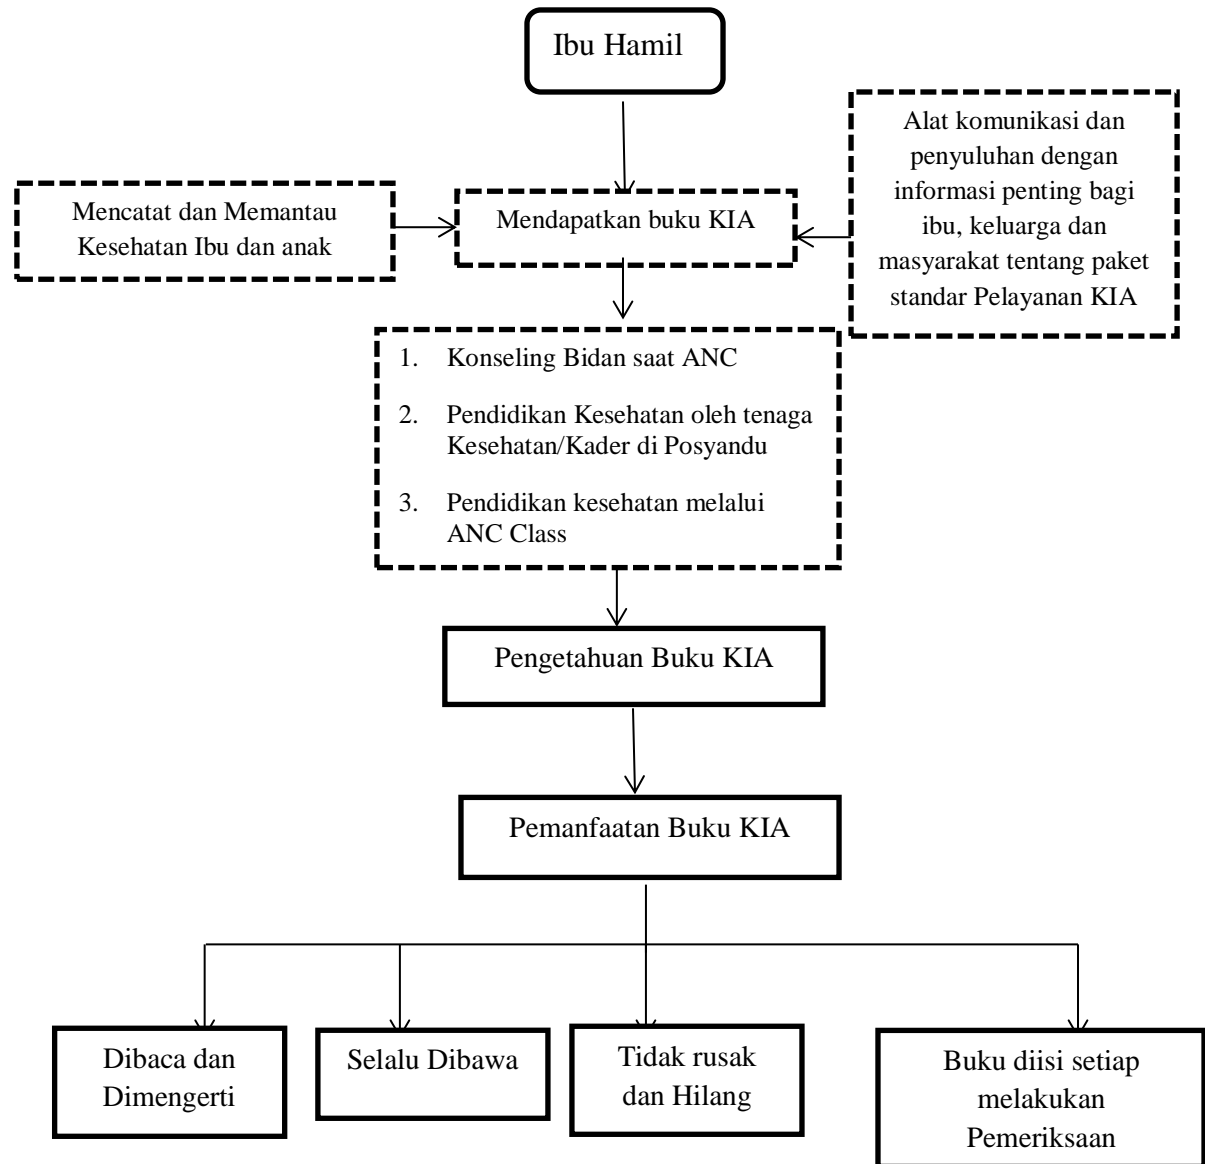 Ibu Hamil
Alat komunikasi dan
penyuluhan dengan
informasi penting bagi
ibu, keluarga dan
masyarakat tentang paket
standar Pelayanan KIA
Mencatat dan Memantau
Kesehatan Ibu dan anak
Mendapatkan buku KIA
1. Konseling Bidan saat ANC
2. Pendidikan Kesehatan oleh tenaga
Kesehatan/Kader di Posyandu
3. Pendidikan kesehatan melalui
ANC Class
Pengetahuan Buku KIA
Pemanfaatan Buku KIA
Dibaca dan
Dimengerti
Selalu Dibawa
Tidak rusak
dan Hilang
Buku diisi setiap
melakukan
Pemeriksaan